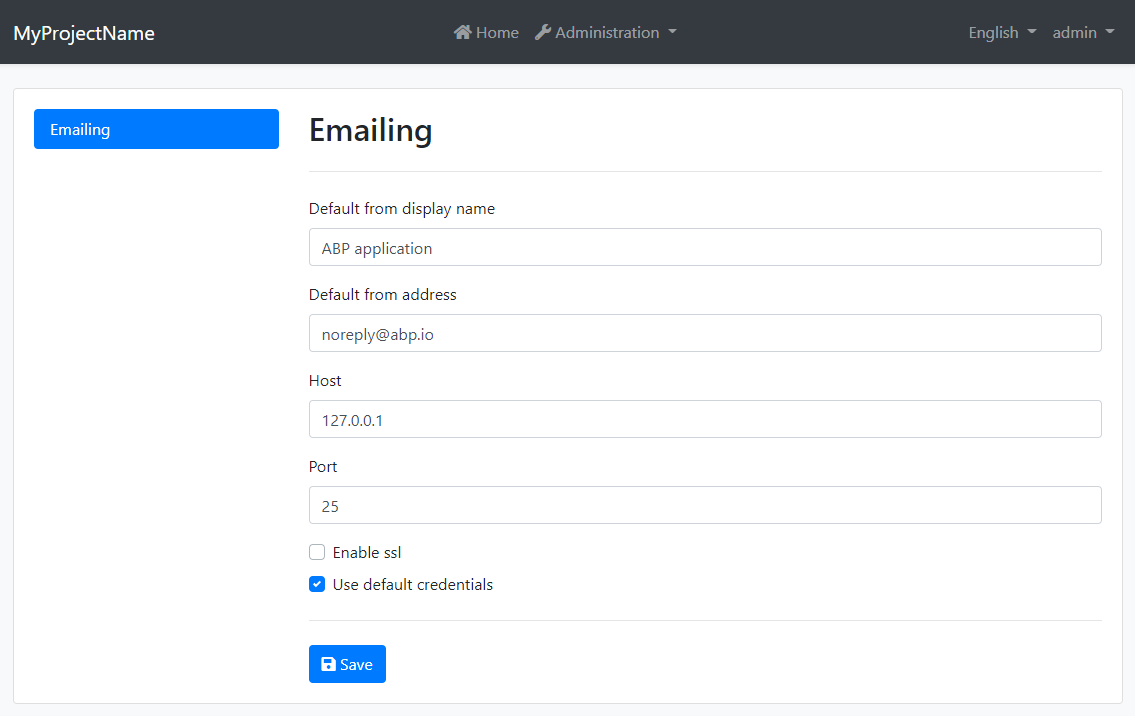 MyProjectName Home Administration English admin
Emailing
Emailing
Default from display name
ABP application
Default from address
noreply@abp.io
Host
127.0.0.1
Port
25
Enable ssl
Use default credentials
Save